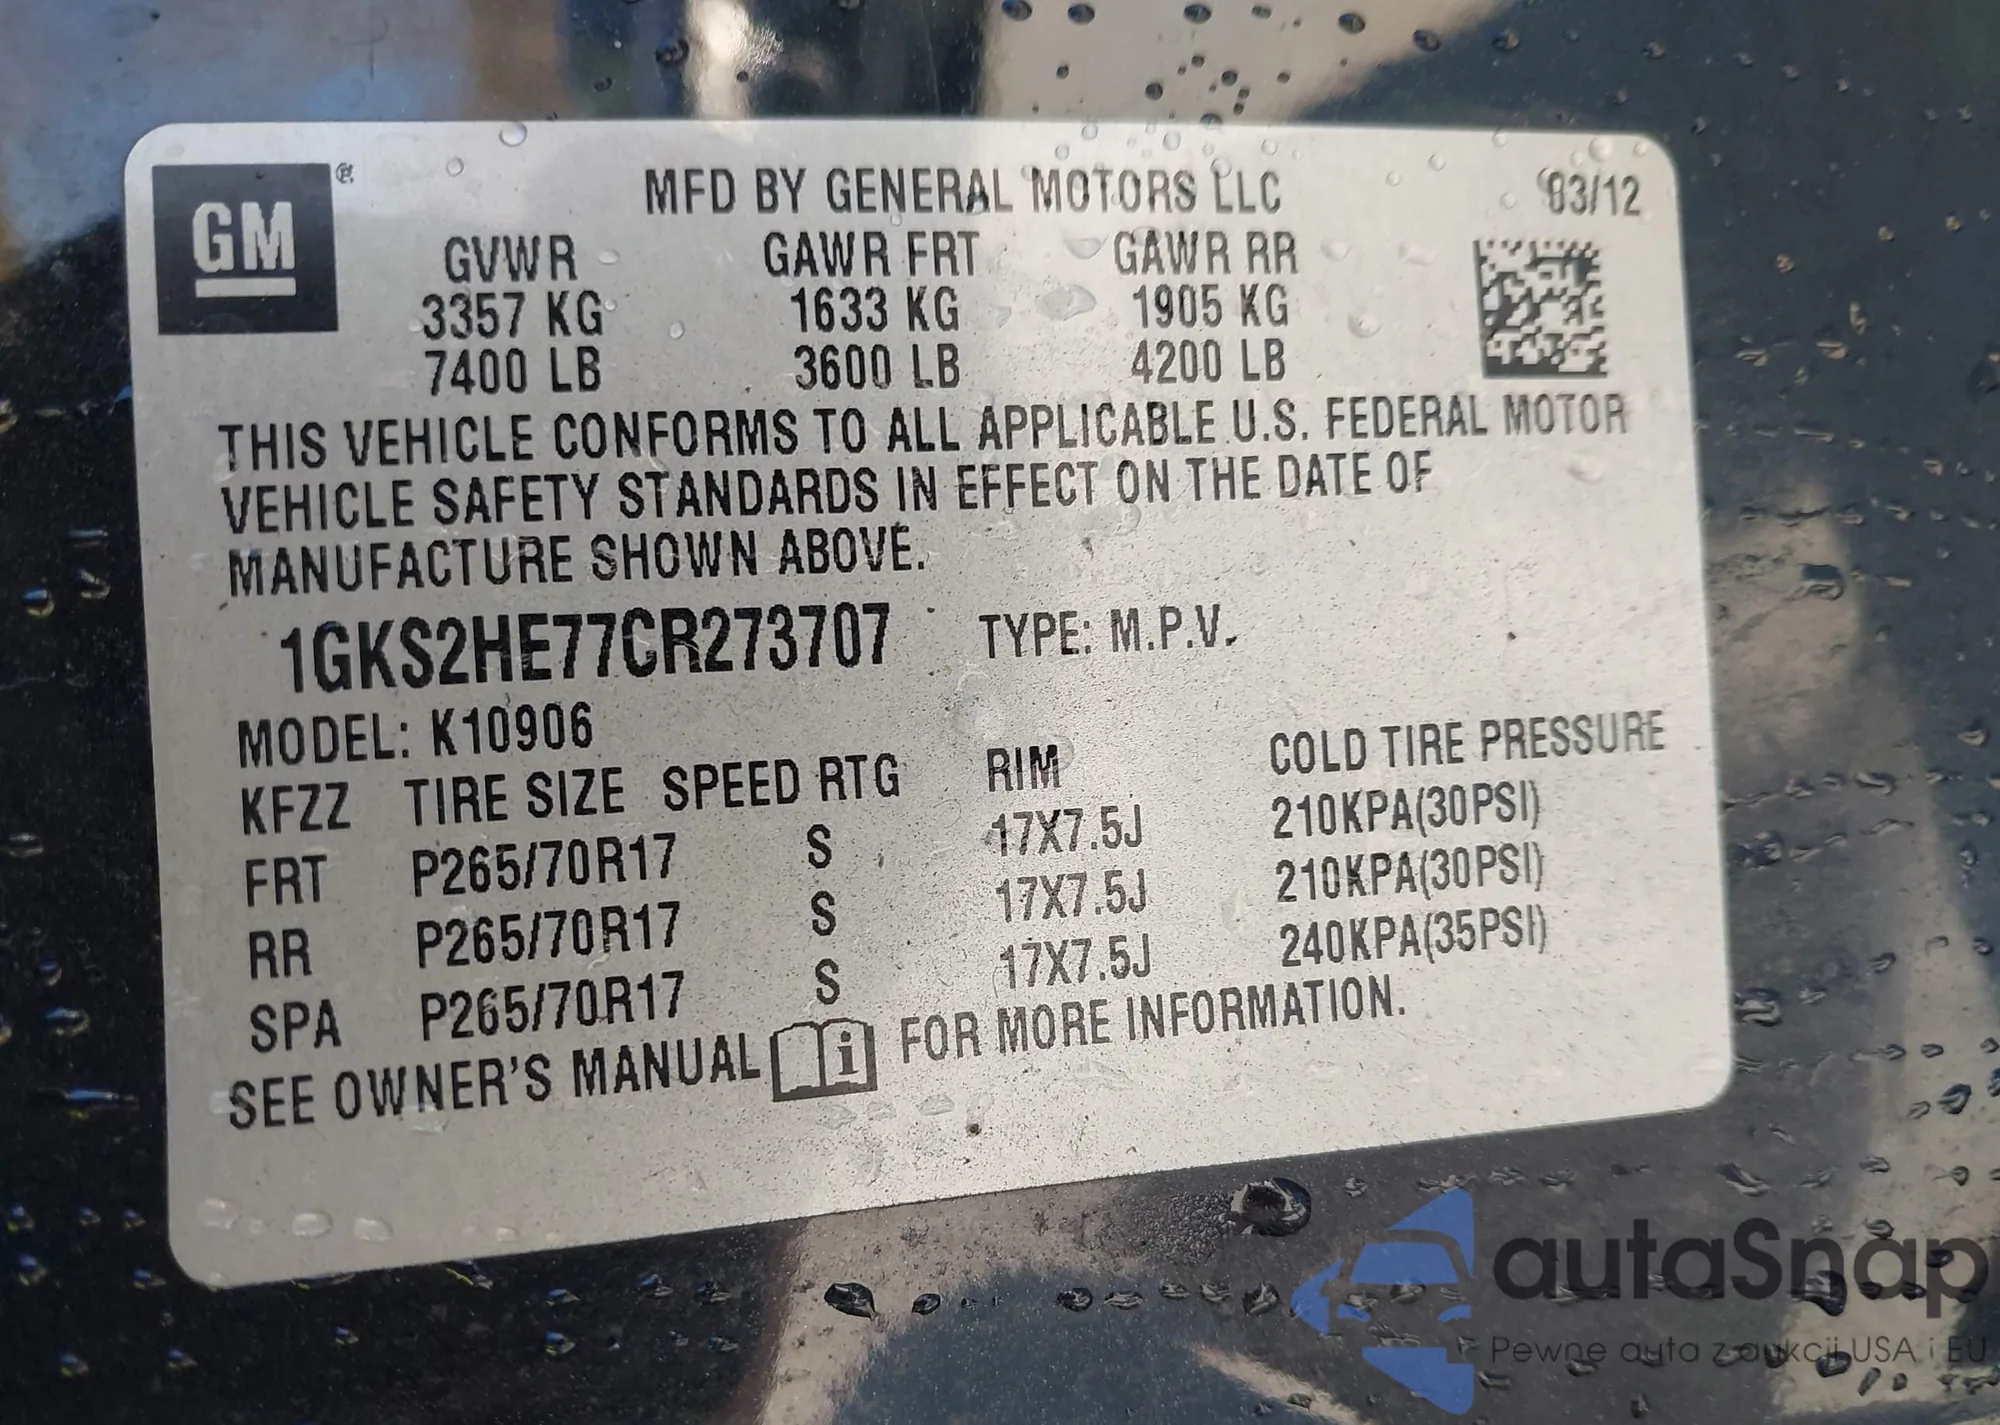 GM ® MFD BY GENERAL MOTORS LLC 03/12
GVWR GAWR FRT GAWR RR
3357 KG 1633 KG 1905 KG
7400 LB 3600 LB 4200 LB
THIS VEHICLE CONFORMS TO ALL APPLICABLE U.S. FEDERAL MOTOR
VEHICLE SAFETY STANDARDS IN EFFECT ON THE DATE OF
MANUFACTURE SHOWN ABOVE.
1GKS2HE77CR273707 TYPE: M.P.V.
MODEL: K10906
KFZZ TIRE SIZE SPEED RTG RIM COLD TIRE PRESSURE
FRT P265/70R17 S 17X7.5J 210KPA(30PSI)
RR P265/70R17 S 17X7.5J 210KPA(30PSI)
SPA P265/70R17 S 17X7.5J 240KPA(35PSI)
SEE OWNER'S MANUAL i FOR MORE INFORMATION.
autaSnap
Pewne auta z aukcji USA i EU